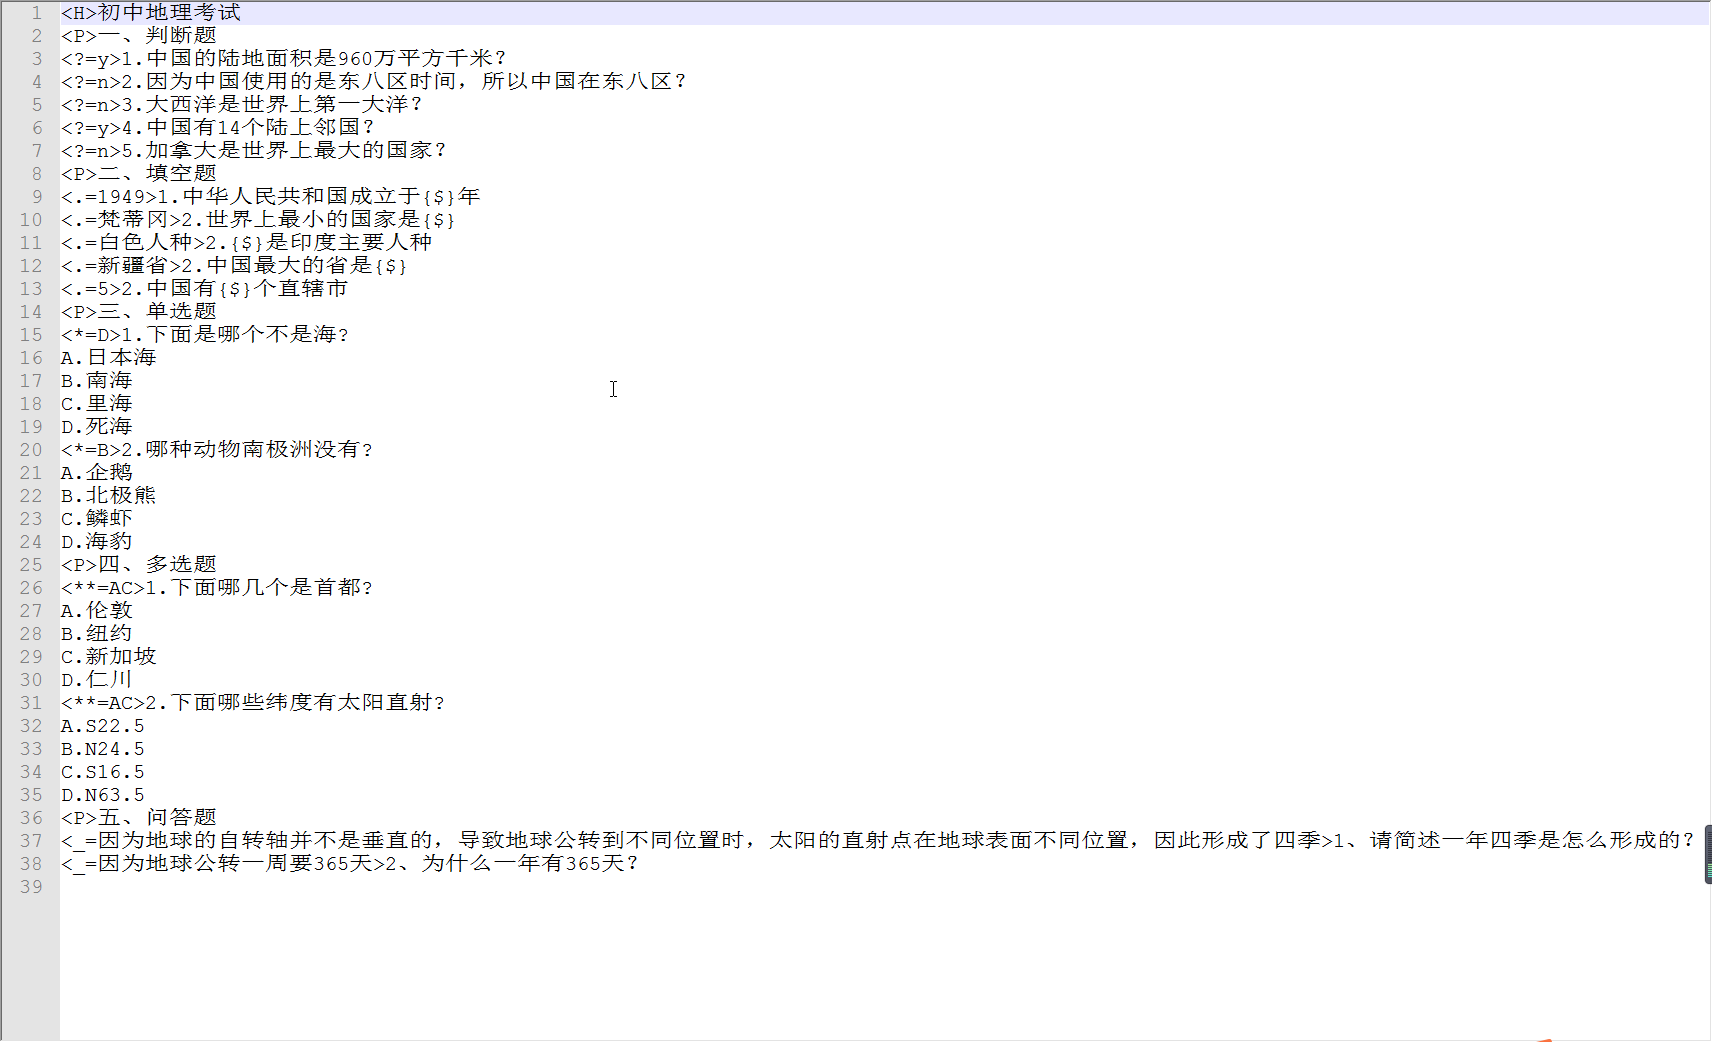 1 <H>初中地理考试
2 <P>一、判断题
3 <?=y>1.中国的陆地面积是960万平方千米?
4 <?=n>2.因为中国使用的是东八区时间，所以中国在东八区?
5 <?=n>3.大西洋是世界上第一大洋?
6 <?=y>4.中国有14个陆上邻国?
7 <?=n>5.加拿大是世界上最大的国家?
8 <P>二、填空题
9 <.=1949>1.中华人民共和国成立于{$}年
10 <.=梵蒂冈>2.世界上最小的国家是{$}
11 <.=白色人种>2.{$}是印度主要人种
12 <.=新疆省>2.中国最大的省是{$}
13 <.=5>2.中国有{$}个直辖市
14 <P>三、单选题
15 <*=D>1.下面是哪个不是海?
16 A.日本海
17 B.南海
18 C.里海
19 D.死海
20 <*=B>2.哪种动物南极洲没有?
21 A.企鹅
22 B.北极熊
23 C.鳞虾
24 D.海豹
25 <P>四、多选题
26 <**=AC>1.下面哪几个是首都?
27 A.伦敦
28 B.纽约
29 C.新加坡
30 D.仁川
31 <**=AC>2.下面哪些纬度有太阳直射?
32 A.S22.5
33 B.N24.5
34 C.S16.5
35 D.N63.5
36 <P>五、问答题
37 <_=因为地球的自转轴并不是垂直的，导致地球公转到不同位置时，太阳的直射点在地球表面不同位置，因此形成了四季>1、请简述一年四季是怎么形成的?
38 <_=因为地球公转一周要365天>2、为什么一年有365天?
39